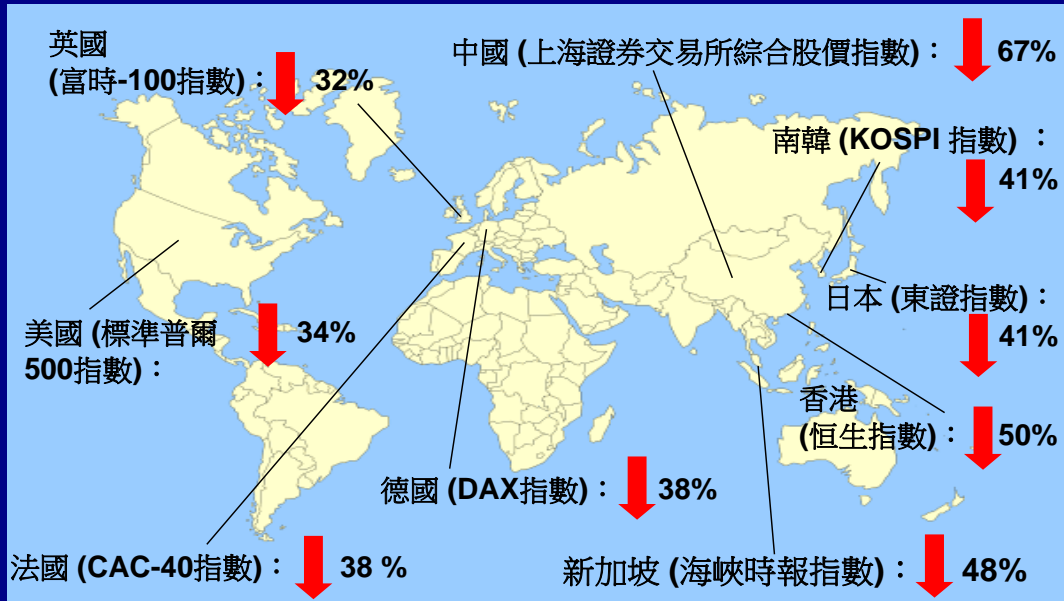 英國
(富時-100指數)： 32%
中國 (上海證券交易所綜合股價指數)： 67%
南韓 (KOSPI 指數) ：
41%
日本 (東證指數)：
41%
美國 (標準普爾 34%
500指數)：
香港
(恒生指數)： 50%
德國 (DAX指數)： 38%
法國 (CAC-40指數)： 38 %
新加坡 (海峽時報指數)： 48%